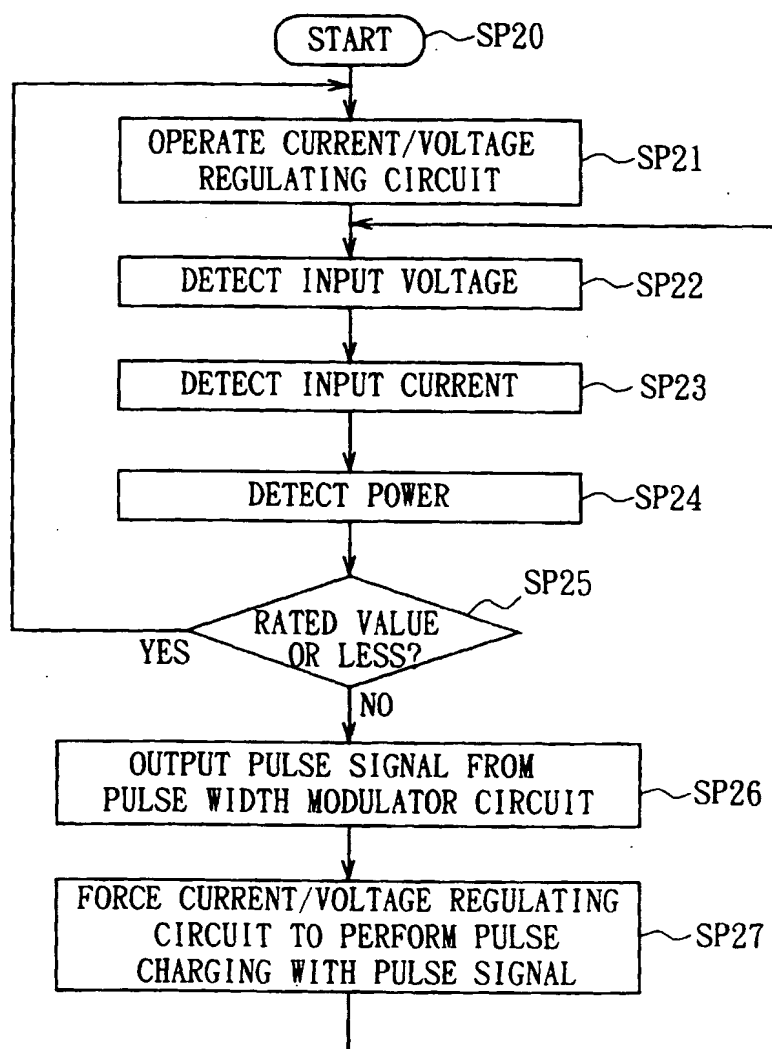 START
SP20
OPERATE CURRENT/VOLTAGE
REGULATING CIRCUIT
SP21
DETECT INPUT VOLTAGE
SP22
DETECT INPUT CURRENT
SP23
DETECT POWER
SP24
SP25
RATED VALUE
OR LESS?
YES
NO
OUTPUT PULSE SIGNAL FROM
PULSE WIDTH MODULATOR CIRCUIT
SP26
FORCE CURRENT/VOLTAGE REGULATING
CIRCUIT TO PERFORM PULSE
CHARGING WITH PULSE SIGNAL
SP27